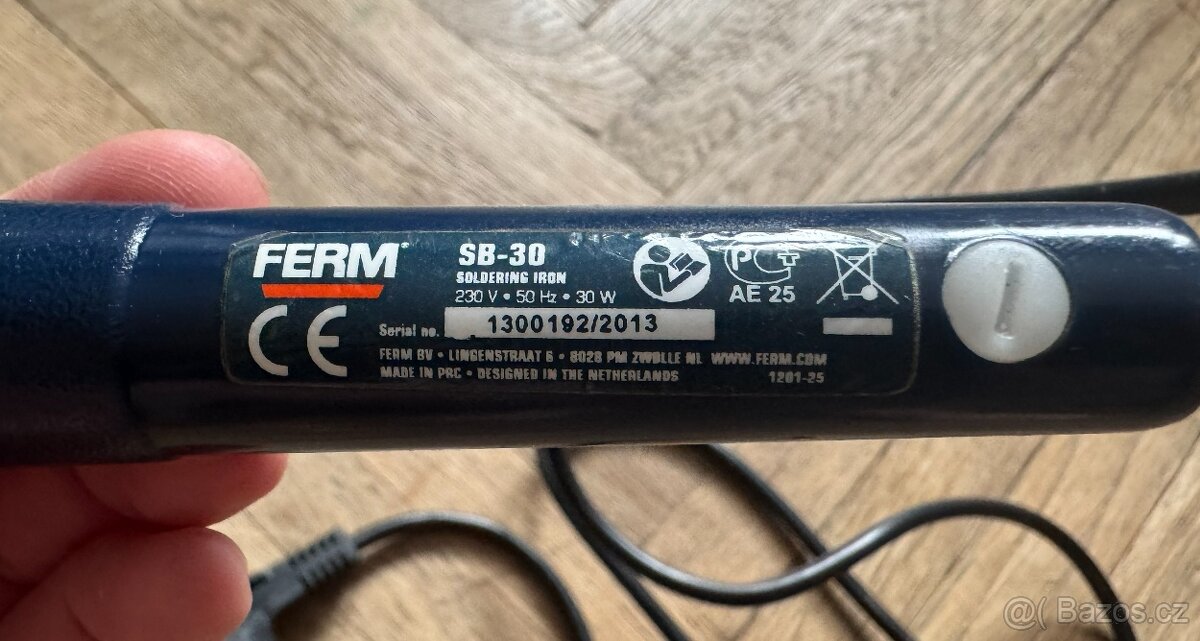 FERM®
SB-30
SOLDERING IRON
230 V • 50 Hz • 30 W
AE 25
CE
Serial no. 1300192/2013
FERM BV • LINGENSTRAAT 6 • 8028 PM ZWOLLE NL WWW.FERM.COM
MADE IN PRC • DESIGNED IN THE NETHERLANDS 1201-25
@( Bazos.cz